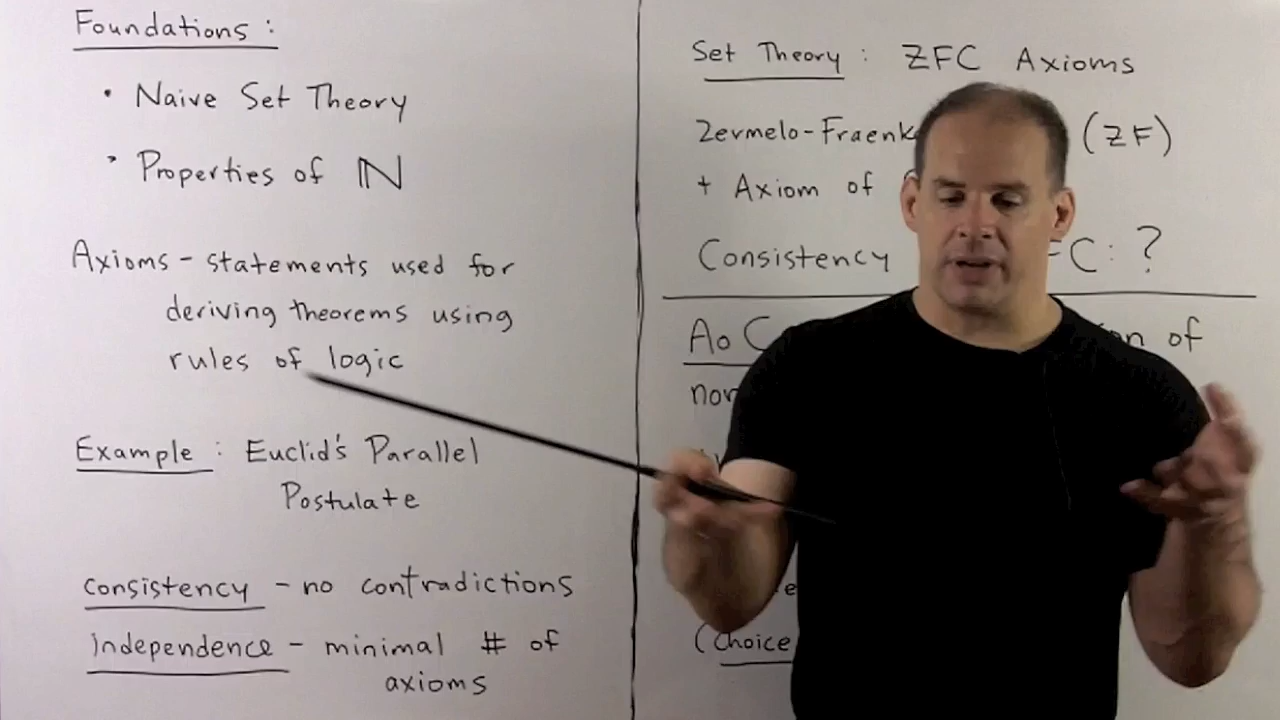 Foundations :
• Naive Set Theory
• Properties of ℕ
Axioms - statements used for
deriving theorems using
rules of logic
Example : Euclid's Parallel
Postulate
Consistency - no contradictions
Independence - minimal # of
axioms
Set Theory : ZFC Axioms
Zermelo-Fraenk (ZF)
+ Axiom of
Consistency FC: ?
AoC of
(Choice